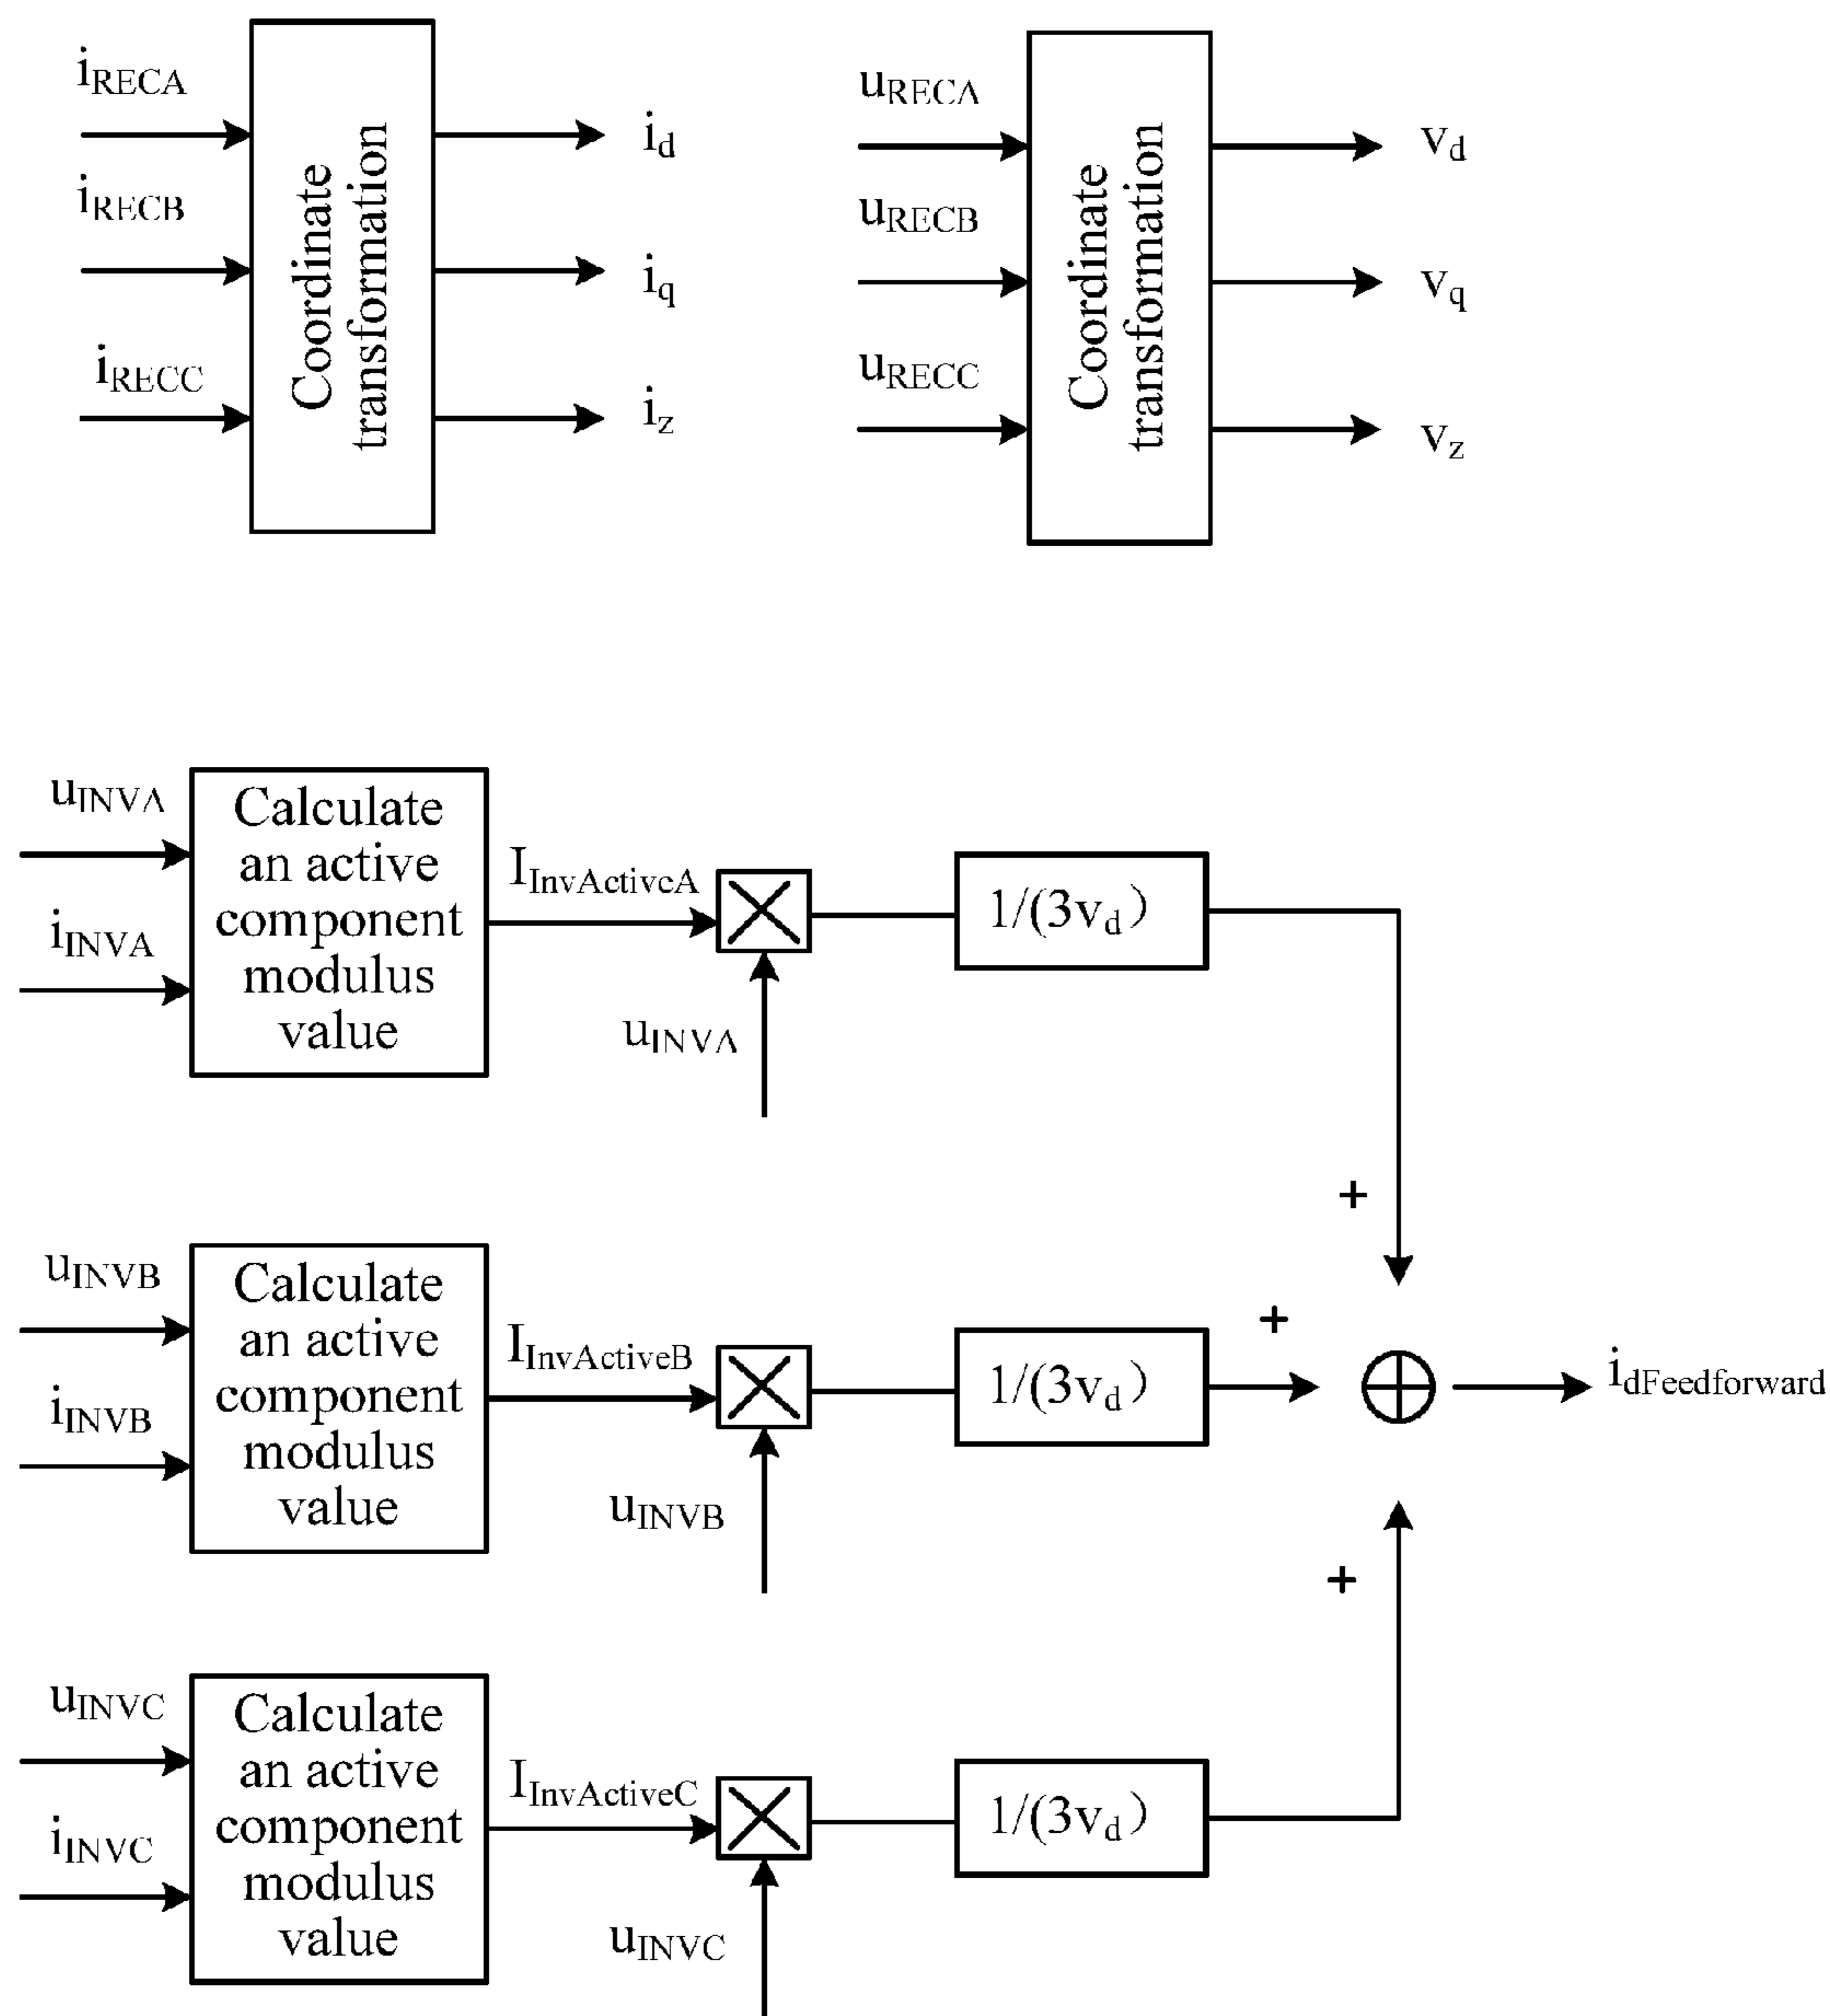 iRECA
iRECB
iRECC
Coordinate
transformation
id
iq
iz
uRECA
uRECB
uRECC
Coordinate
transformation
vd
vq
vz
uINVA
iINVA
Calculate
an active
component
modulus
value
IInvActiveA
uINVA
1/(3vd)
+
uINVB
iINVB
Calculate
an active
component
modulus
value
IInvActiveB
uINVB
1/(3vd)
+
idFeedforward
+
uINVC
iINVC
Calculate
an active
component
modulus
value
IInvActiveC
uINVC
1/(3vd)